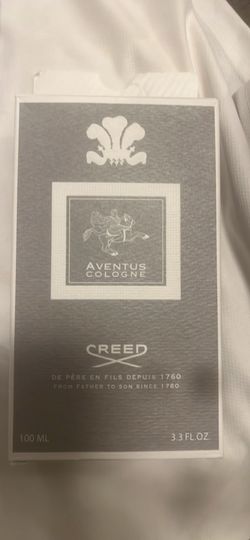 AVENTUS
COLOGNE
CREED
DE PÈRE EN FILS DEPUIS 1760
FROM FATHER TO SON SINCE 1760
100 ML
3.3 FL.OZ.